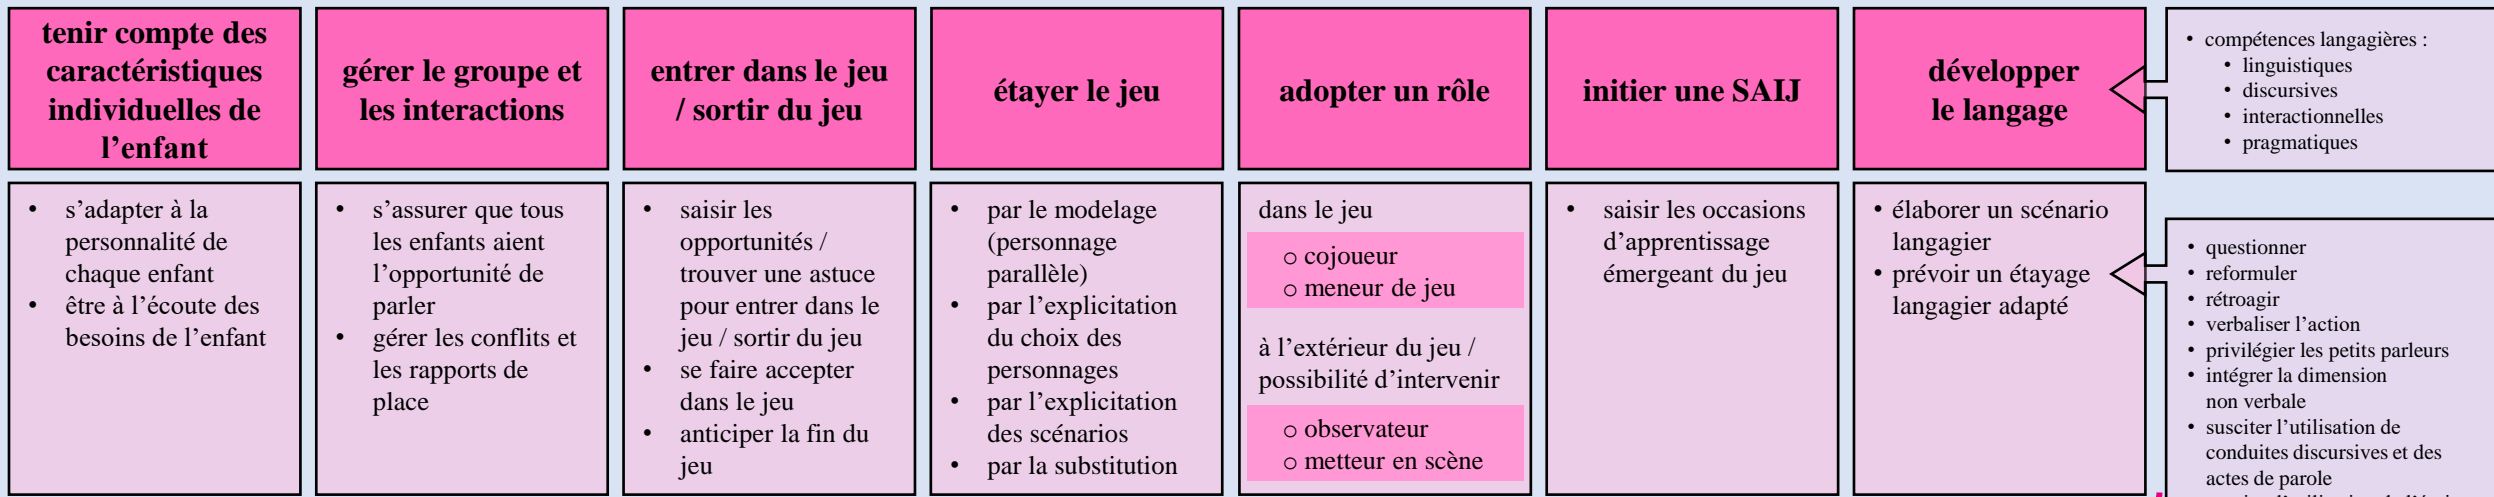 tenir compte des
caractéristiques
individuelles de
l’enfant
gérer le groupe et
les interactions
entrer dans le jeu
/ sortir du jeu
étayer le jeu
adopter un rôle
initier une SAIJ
développer
le langage
• compétences langagières :
• linguistiques
• discursives
• interactionnelles
• pragmatiques
• s’adapter à la
personnalité de
chaque enfant
• être à l’écoute des
besoins de l’enfant
• s’assurer que tous
les enfants aient
l’opportunité de
parler
• gérer les conflits et
les rapports de
place
• saisir les
opportunités /
trouver une astuce
pour entrer dans le
jeu / sortir du jeu
• se faire accepter
dans le jeu
• anticiper la fin du
jeu
• par le modelage
(personnage
parallèle)
• par l’explicitation
du choix des
personnages
• par l’explicitation
des scénarios
• par la substitution
dans le jeu
o cojoueur
o meneur de jeu
à l’extérieur du jeu /
possibilité d’intervenir
o observateur
o metteur en scène
• saisir les occasions
d’apprentissage
émergeant du jeu
• élaborer un scénario
langagier
• prévoir un étayage
langagier adapté
• questionner
• reformuler
• rétroagir
• verbaliser l’action
• privilégier les petits parleurs
• intégrer la dimension
non verbale
• susciter l’utilisation de
conduites discursives et des
actes de parole